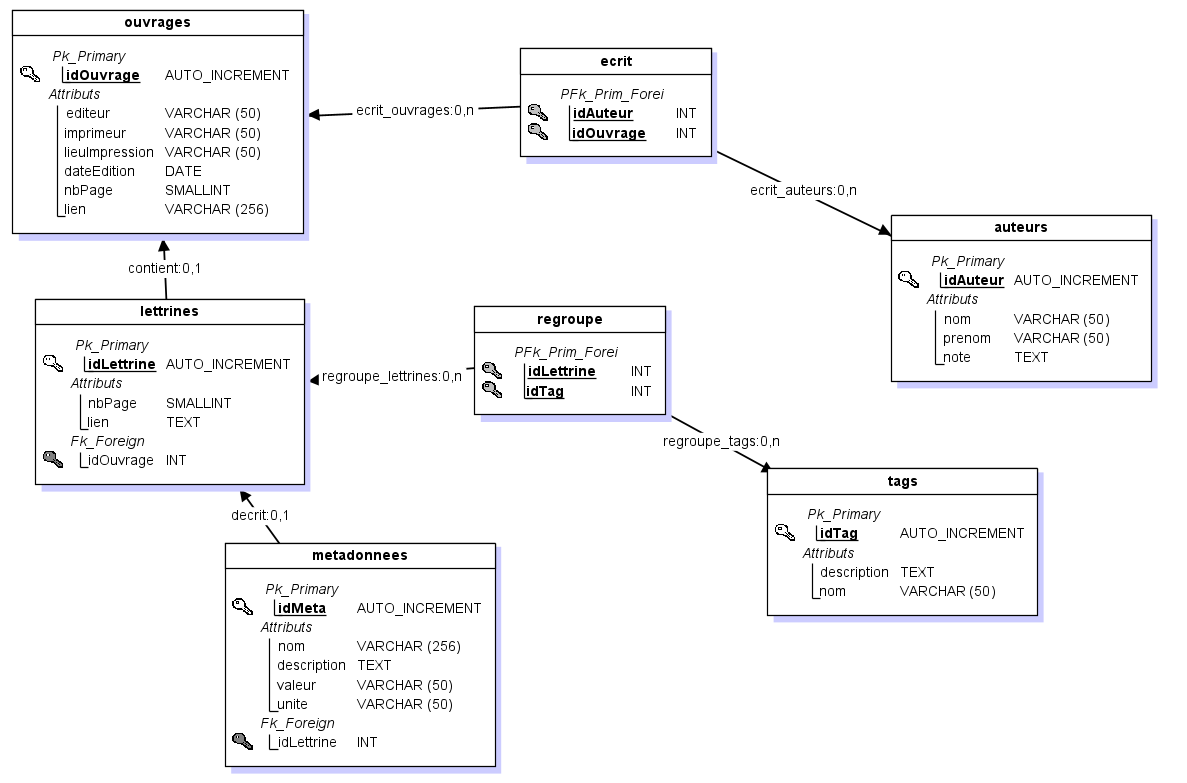 ouvrages
Pk_Primary
idOuvrage AUTO_INCREMENT
Attributs
editeur VARCHAR (50)
imprimeur VARCHAR (50)
lieuImpression VARCHAR (50)
dateEdition DATE
nbPage SMALLINT
lien VARCHAR (256)
ecrit_ouvrages:0,n
ecrit
PFk_Prim_Forei
idAuteur INT
idOuvrage INT
ecrit_auteurs:0,n
auteurs
Pk_Primary
idAuteur AUTO_INCREMENT
Attributs
nom VARCHAR (50)
prenom VARCHAR (50)
note TEXT
contient:0,1
lettrines
Pk_Primary
idLettrine AUTO_INCREMENT
Attributs
nbPage SMALLINT
lien TEXT
Fk_Foreign
idOuvrage INT
regroupe_lettrines:0,n
regroupe
PFk_Prim_Forei
idLettrine INT
idTag INT
regroupe_tags:0,n
tags
Pk_Primary
idTag AUTO_INCREMENT
Attributs
description TEXT
nom VARCHAR (50)
decrit:0,1
metadonnees
Pk_Primary
idMeta AUTO_INCREMENT
Attributs
nom VARCHAR (256)
description TEXT
valeur VARCHAR (50)
unite VARCHAR (50)
Fk_Foreign
idLettrine INT